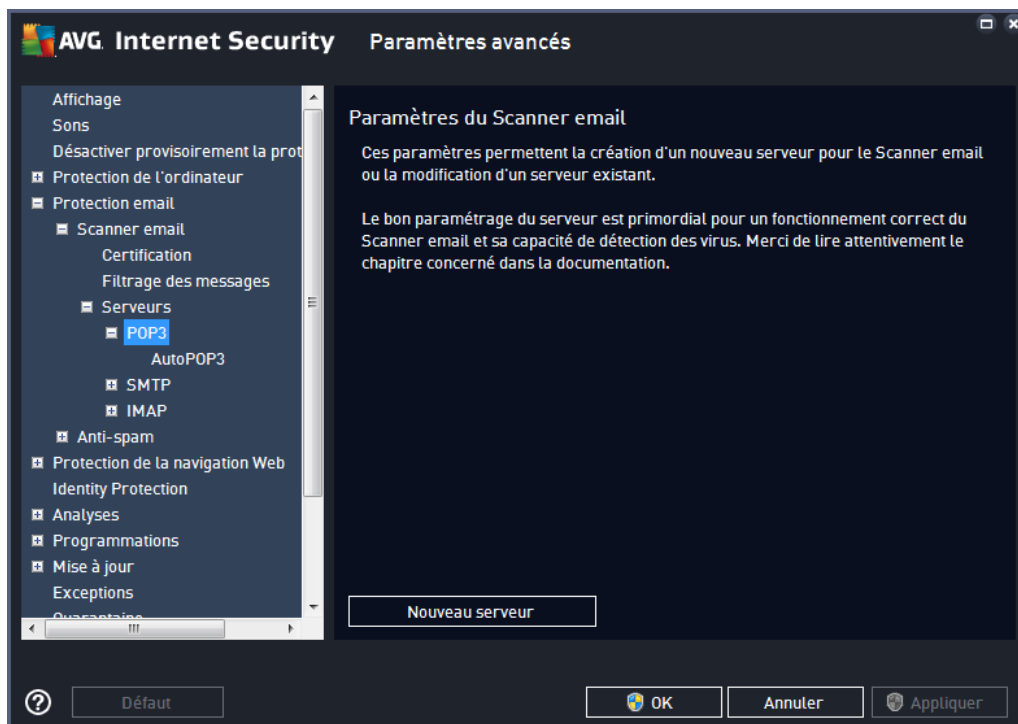 AVG. Internet Security Paramètres avancés
Affichage
Sons
Désactiver provisoirement la prot
Protection de l'ordinateur
Protection email
Scanner email
Certification
Filtrage des messages
Serveurs
POP3
AutoPOP3
SMTP
IMAP
Anti-spam
Protection de la navigation Web
Identity Protection
Analyses
Programmations
Mise à jour
Exceptions
Quarantaine
Paramètres du Scanner email
Ces paramètres permettent la création d'un nouveau serveur pour le Scanner email
ou la modification d'un serveur existant.
Le bon paramétrage du serveur est primordial pour un fonctionnement correct du
Scanner email et sa capacité de détection des virus. Merci de lire attentivement le
chapitre concerné dans la documentation.
Nouveau serveur
Défaut
OK
Annuler
Appliquer